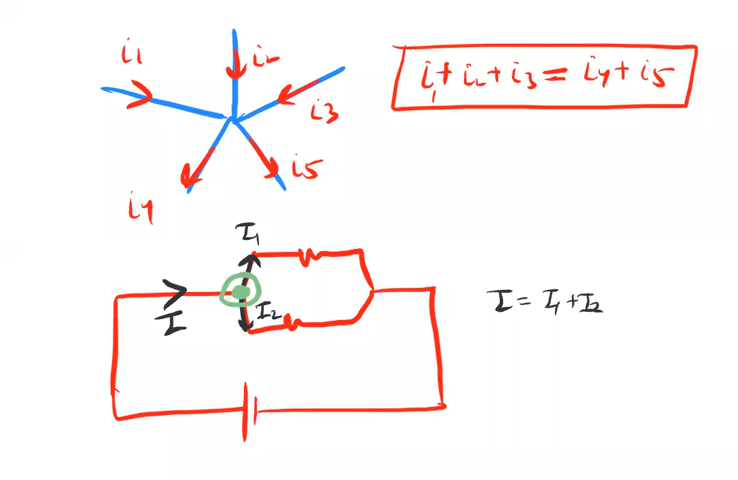 i1
i2
i1 + i2 + i3 = i4 + i5
i3
i5
i4
I1
I2
I
I = I1 + I2